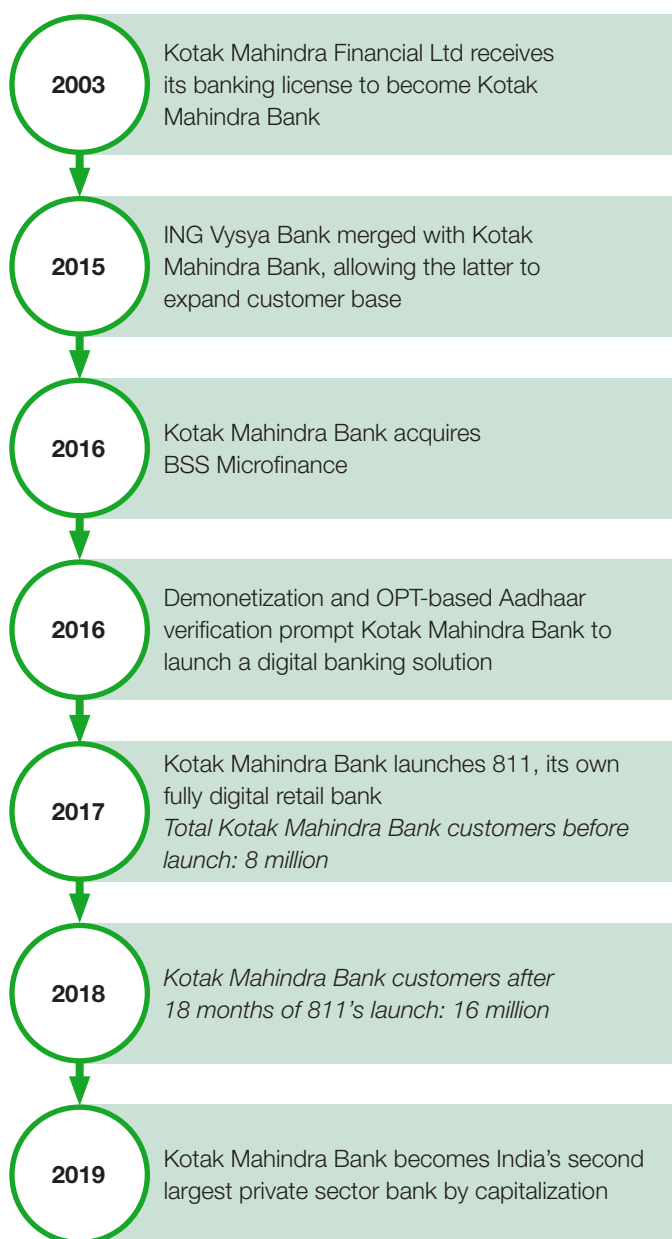 2003
Kotak Mahindra Financial Ltd receives
its banking license to become Kotak
Mahindra Bank
2015
ING Vysya Bank merged with Kotak
Mahindra Bank, allowing the latter to
expand customer base
2016
Kotak Mahindra Bank acquires
BSS Microfinance
2016
Demonetization and OPT-based Aadhaar
verification prompt Kotak Mahindra Bank to
launch a digital banking solution
2017
Kotak Mahindra Bank launches 811, its own
fully digital retail bank
Total Kotak Mahindra Bank customers before
launch: 8 million
2018
Kotak Mahindra Bank customers after
18 months of 811’s launch: 16 million
2019
Kotak Mahindra Bank becomes India’s second
largest private sector bank by capitalization